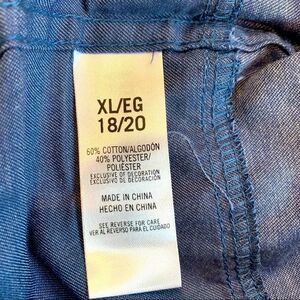 XL/EG
18/20
60% COTTON/ALGODÓN
40% POLYESTER/
POLIÉSTER
EXCLUSIVE OF DECORATION
EXCLUSIVO DE DECORACIÓN
MADE IN CHINA
HECHO EN CHINA
SEE REVERSE FOR CARE
VER AL REVERSO PARA EL CUIDADO